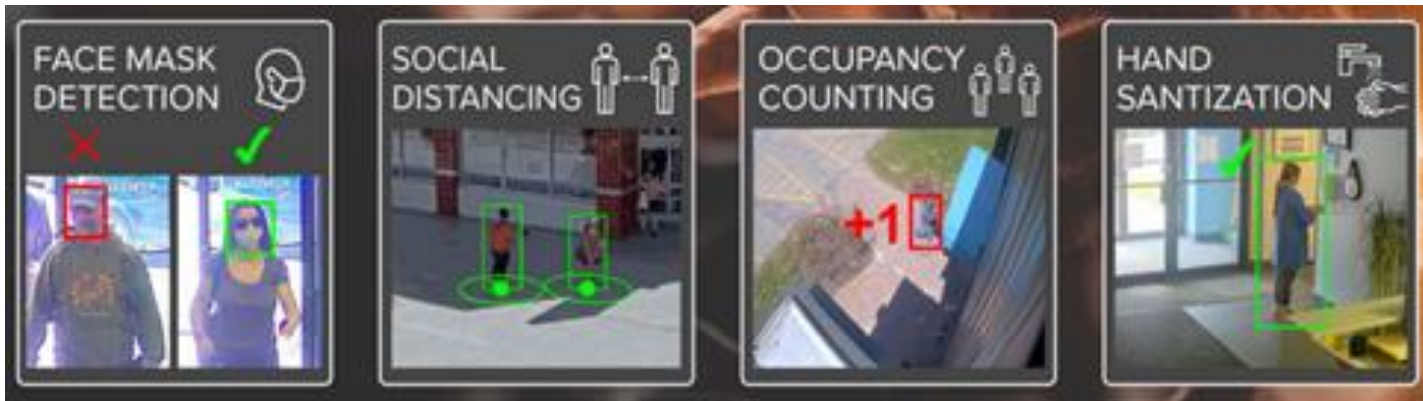 FACE MASK
DETECTION
SOCIAL
DISTANCING
OCCUPANCY
COUNTING
+1
HAND
SANTIZATION